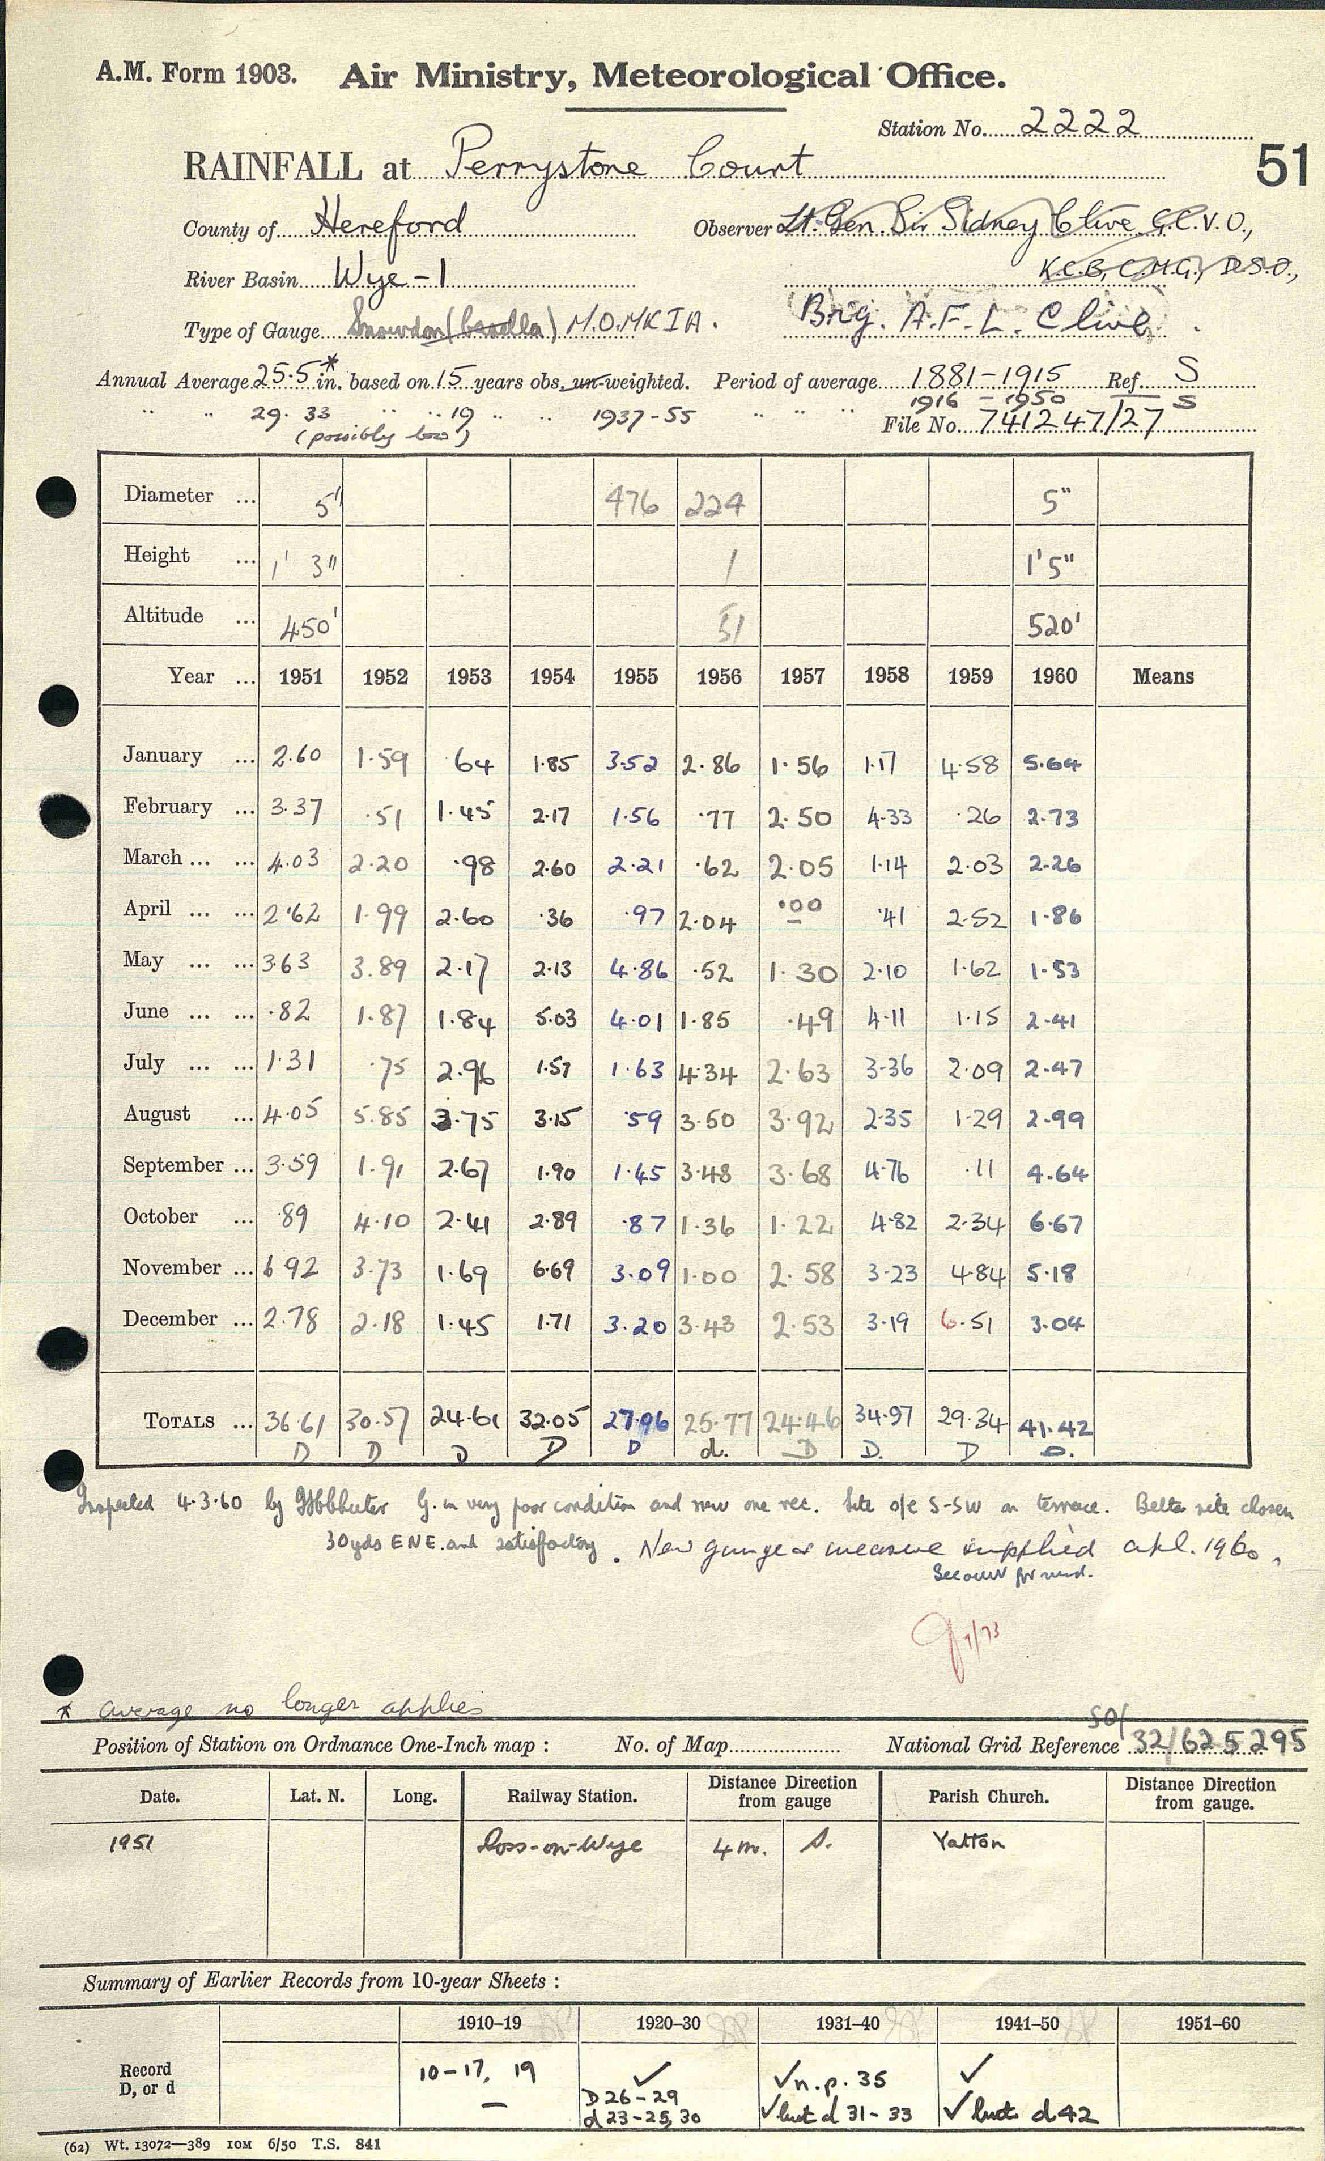 A.M. Form 1903. Air Ministry, Meteorological Office.
Station No. 2222
51
RAINFALL at Perrystone Court
County of Hereford Observer Lt. Gen. Sir Sidney Clive G.C.V.O.,
River Basin Wye-1 K.C.B, C.M.G., D.S.O.,
Type of Gauge Snowdon M.O.MK IA. Brig. A.F.L. Clive.
Annual Average 25.5* in. based on 15 years obs. un-weighted. Period of average 1881-1915 Ref. S
" " 29.33 " " 19 " " 1937-55 " " " 1916-1950 S
(possibly low) File No. 741247/27
Diameter ... 5" 476 224 5"
Height ... 1' 3" 1 1'5"
Altitude ... 450' 51 520'
Year ... 1951 1952 1953 1954 1955 1956 1957 1958 1959 1960 Means
January ... 2.60 1.59 .64 1.85 3.52 2.86 1.56 1.17 4.58 5.64
February ... 3.37 .51 1.45 2.17 1.56 .77 2.50 4.33 .26 2.73
March ... ... 4.03 2.20 .98 2.60 2.21 .62 2.05 1.14 2.03 2.26
April ... ... 2.62 1.99 2.60 .36 .97 2.04 .00 .41 2.52 1.86
May ... ... 3.63 3.89 2.17 2.13 4.86 .52 1.30 2.10 1.62 1.53
June ... ... .82 1.87 1.84 5.03 4.01 1.85 .49 4.11 1.15 2.41
July ... ... 1.31 .75 2.96 1.57 1.63 4.34 2.63 3.36 2.09 2.47
August ... 4.05 5.85 3.75 3.15 .59 3.50 3.92 2.35 1.29 2.99
September ... 3.59 1.91 2.67 1.90 1.45 3.48 3.68 4.76 .11 4.64
October ... .89 4.10 2.41 2.89 .87 1.36 1.22 4.82 2.34 6.67
November ... 6.92 3.73 1.69 6.69 3.09 1.00 2.58 3.23 4.84 5.18
December ... 2.78 2.18 1.45 1.71 3.20 3.43 2.53 3.19 6.51 3.04
TOTALS ... 36.61 30.57 24.61 32.05 27.96 25.77 24.46 34.97 29.34 41.42
D D D D D d. D D. D D.
Inspected 4.3.60 by G. in very poor condition and new one rec. Site o/e S-SW on terrace. Better site chosen
30yds ENE. and satisfactory. New gauge & measure supplied apl. 1960.
9/73
* average no longer applies
SO/
Position of Station on Ordnance One-Inch map : No. of Map National Grid Reference 32/625295
Date. Lat. N. Long. Railway Station. Distance Direction from gauge Parish Church. Distance Direction from gauge.
1951 Ross-on-Wye 4 m. S. Yatton
Summary of Earlier Records from 10-year Sheets :
1910-19 1920-30 1931-40 1941-50 1951-60
Record 10-17, 19 ✓ ✓n.p. 35 ✓
D, or d — D 26-29 ✓but d 31-33 ✓but d 42
d 23-25, 30
(62) Wt. 13072—389 10M 6/50 T.S. 841